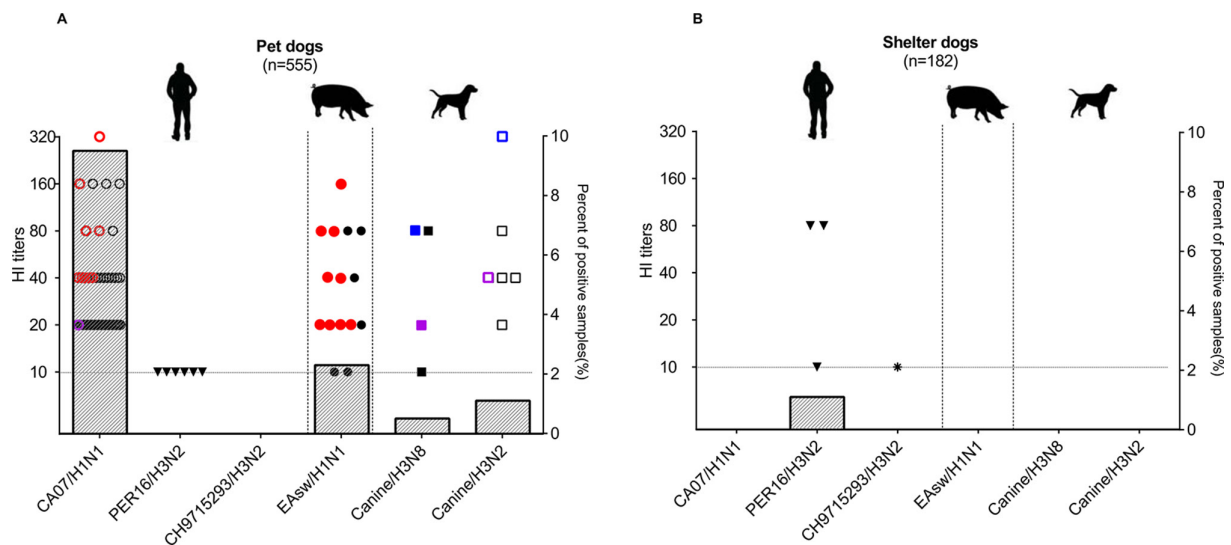 A
Pet dogs
(n=555)
320
160
80
40
20
10
HI titers
10
8
6
4
2
0
Percent of positive samples(%)
CA07/H1N1
PER16/H3N2
CH9715293/H3N2
EAsw/H1N1
Canine/H3N8
Canine/H3N2
B
Shelter dogs
(n=182)
320
160
80
40
20
10
HI titers
10
8
6
4
2
0
Percent of positive samples(%)
CA07/H1N1
PER16/H3N2
CH9715293/H3N2
EAsw/H1N1
Canine/H3N8
Canine/H3N2